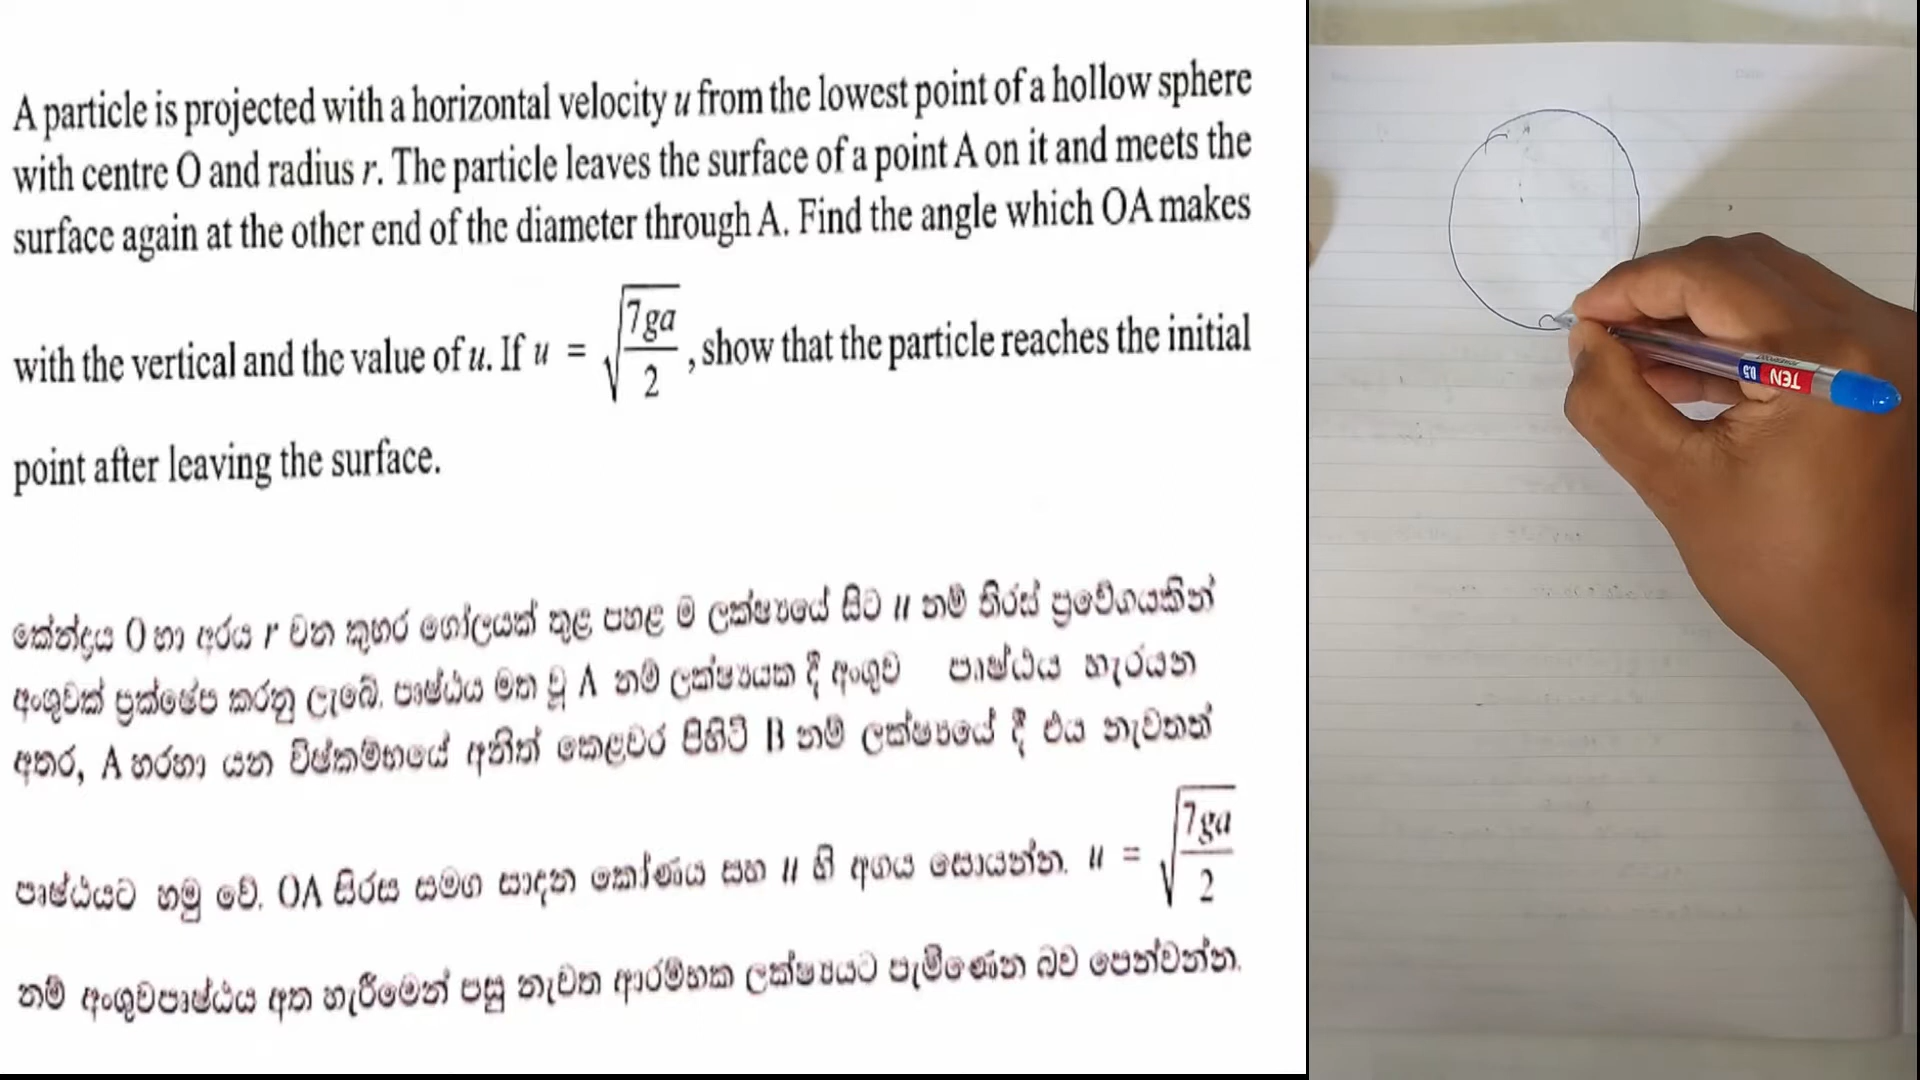 A particle is projected with a horizontal velocity u from the lowest point of a hollow sphere
with centre O and radius r. The particle leaves the surface of a point A on it and meets the
surface again at the other end of the diameter through A. Find the angle which OA makes
with the vertical and the value of u. If u = √(7ga/2), show that the particle reaches the initial
point after leaving the surface.
කේන්ද්‍රය O හා අරය r වන කුහර ගෝලයක් තුළ පහළ ම ලක්ෂ්‍යයේ සිට u නම් තිරස් ප්‍රවේගයකින්
අංශුවක් ප්‍රක්ෂේප කරනු ලැබේ. පෘෂ්ඨය මත වූ A නම් ලක්ෂ්‍යයක දී අංශුව පෘෂ්ඨය හැරයන
අතර, A හරහා යන විෂ්කම්භයේ අනිත් කෙළවර පිහිටි B නම් ලක්ෂ්‍යයේ දී එය නැවතත්
පෘෂ්ඨයට හමු වේ. OA සිරස සමග සාදන කෝණය සහ u හි අගය සොයන්න. u = √(7ga/2)
නම් අංශුවපෘෂ්ඨය අත හැරීමෙන් පසු නැවත ආරම්භක ලක්ෂ්‍යයට පැමිණෙන බව පෙන්වන්න.
TEN 0.5